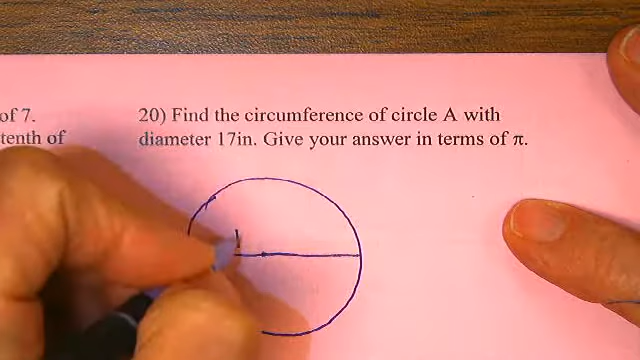 of 7.
tenth of
20) Find the circumference of circle A with
diameter 17in. Give your answer in terms of π.